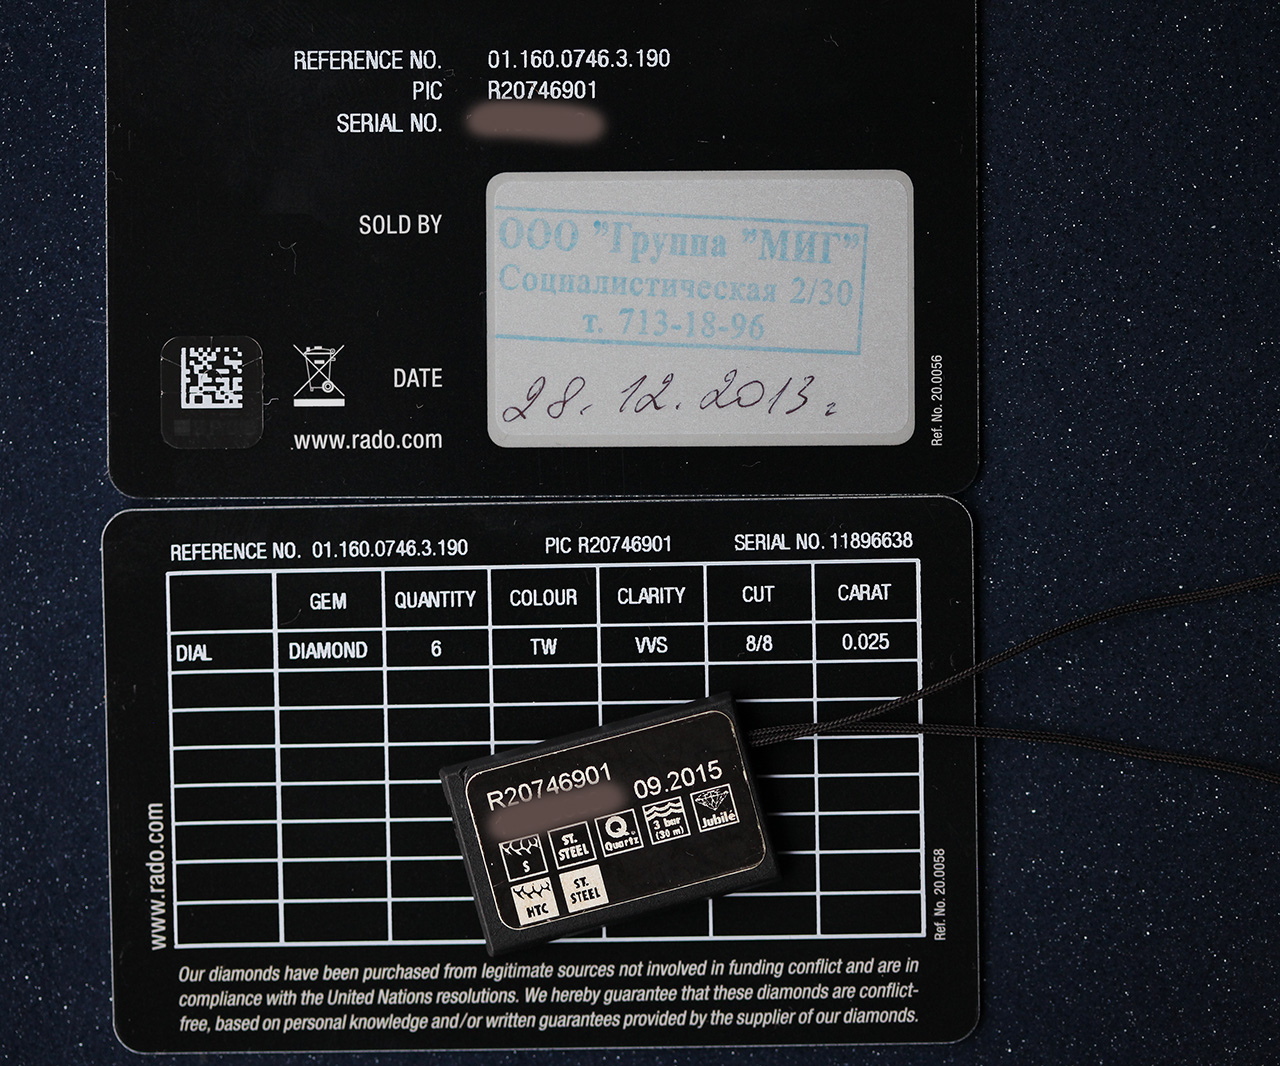 REFERENCE NO. 01.160.0746.3.190
PIC R20746901
SERIAL NO.
SOLD BY
ООО "Группа "МИГ"
Социалистическая 2/30
т. 713-18-96
DATE
28.12.2013г
www.rado.com
Ref. No. 20.0056
REFERENCE NO. 01.160.0746.3.190 PIC R20746901 SERIAL NO. 11896638
GEM QUANTITY COLOUR CLARITY CUT CARAT
DIAL DIAMOND 6 TW VVS 8/8 0.025
R20746901 09.2015
S
ST. STEEL
Q Quartz
3 bar (30 m)
Jubilé
HTC
ST. STEEL
www.rado.com
Ref. No. 20.0058
Our diamonds have been purchased from legitimate sources not involved in funding conflict and are in
compliance with the United Nations resolutions. We hereby guarantee that these diamonds are conflict-
free, based on personal knowledge and/or written guarantees provided by the supplier of our diamonds.